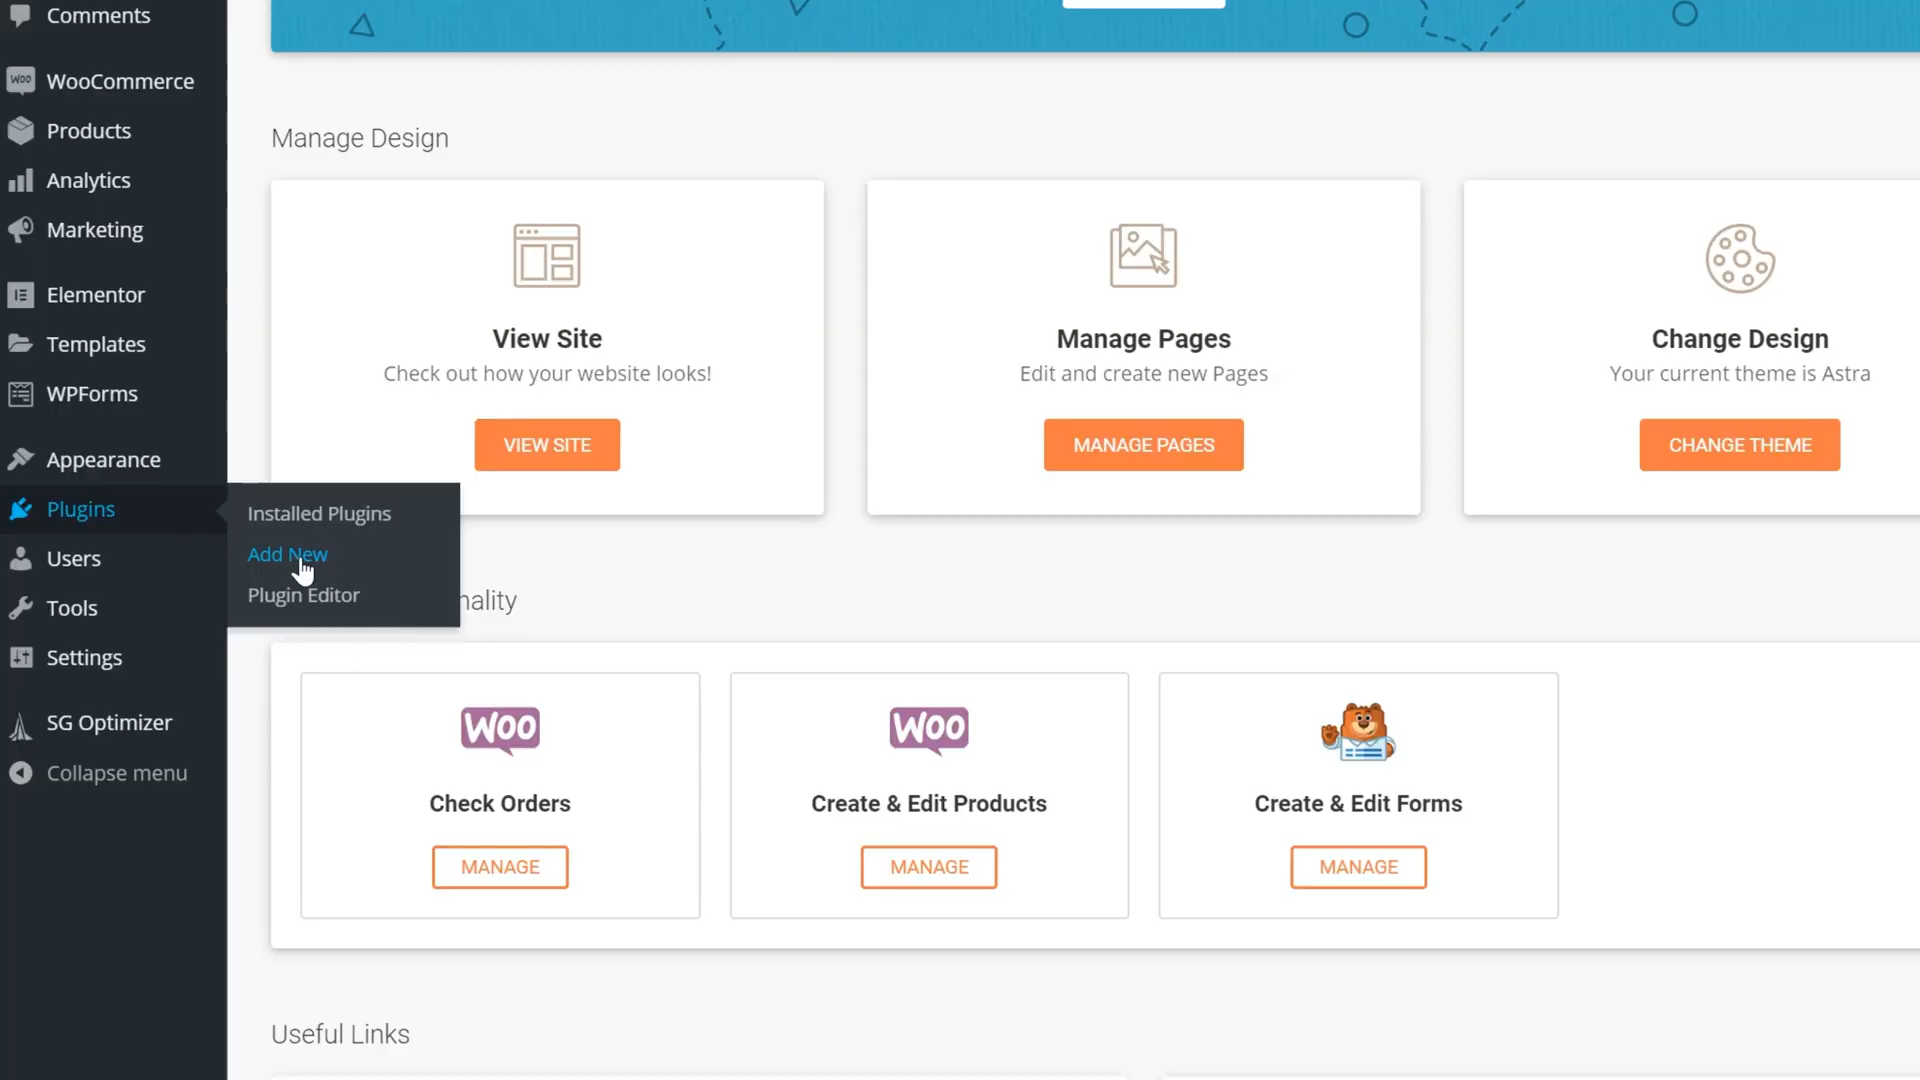 Comments
WOO WooCommerce
Products
Analytics
Marketing
Elementor
Templates
WPForms
Appearance
Plugins
Users
Tools
Settings
SG Optimizer
Collapse menu
Installed Plugins
Add New
Plugin Editor
Manage Design
View Site
Check out how your website looks!
VIEW SITE
Manage Pages
Edit and create new Pages
MANAGE PAGES
Change Design
Your current theme is Astra
CHANGE THEME
nality
WOO
Check Orders
MANAGE
WOO
Create & Edit Products
MANAGE
Create & Edit Forms
MANAGE
Useful Links